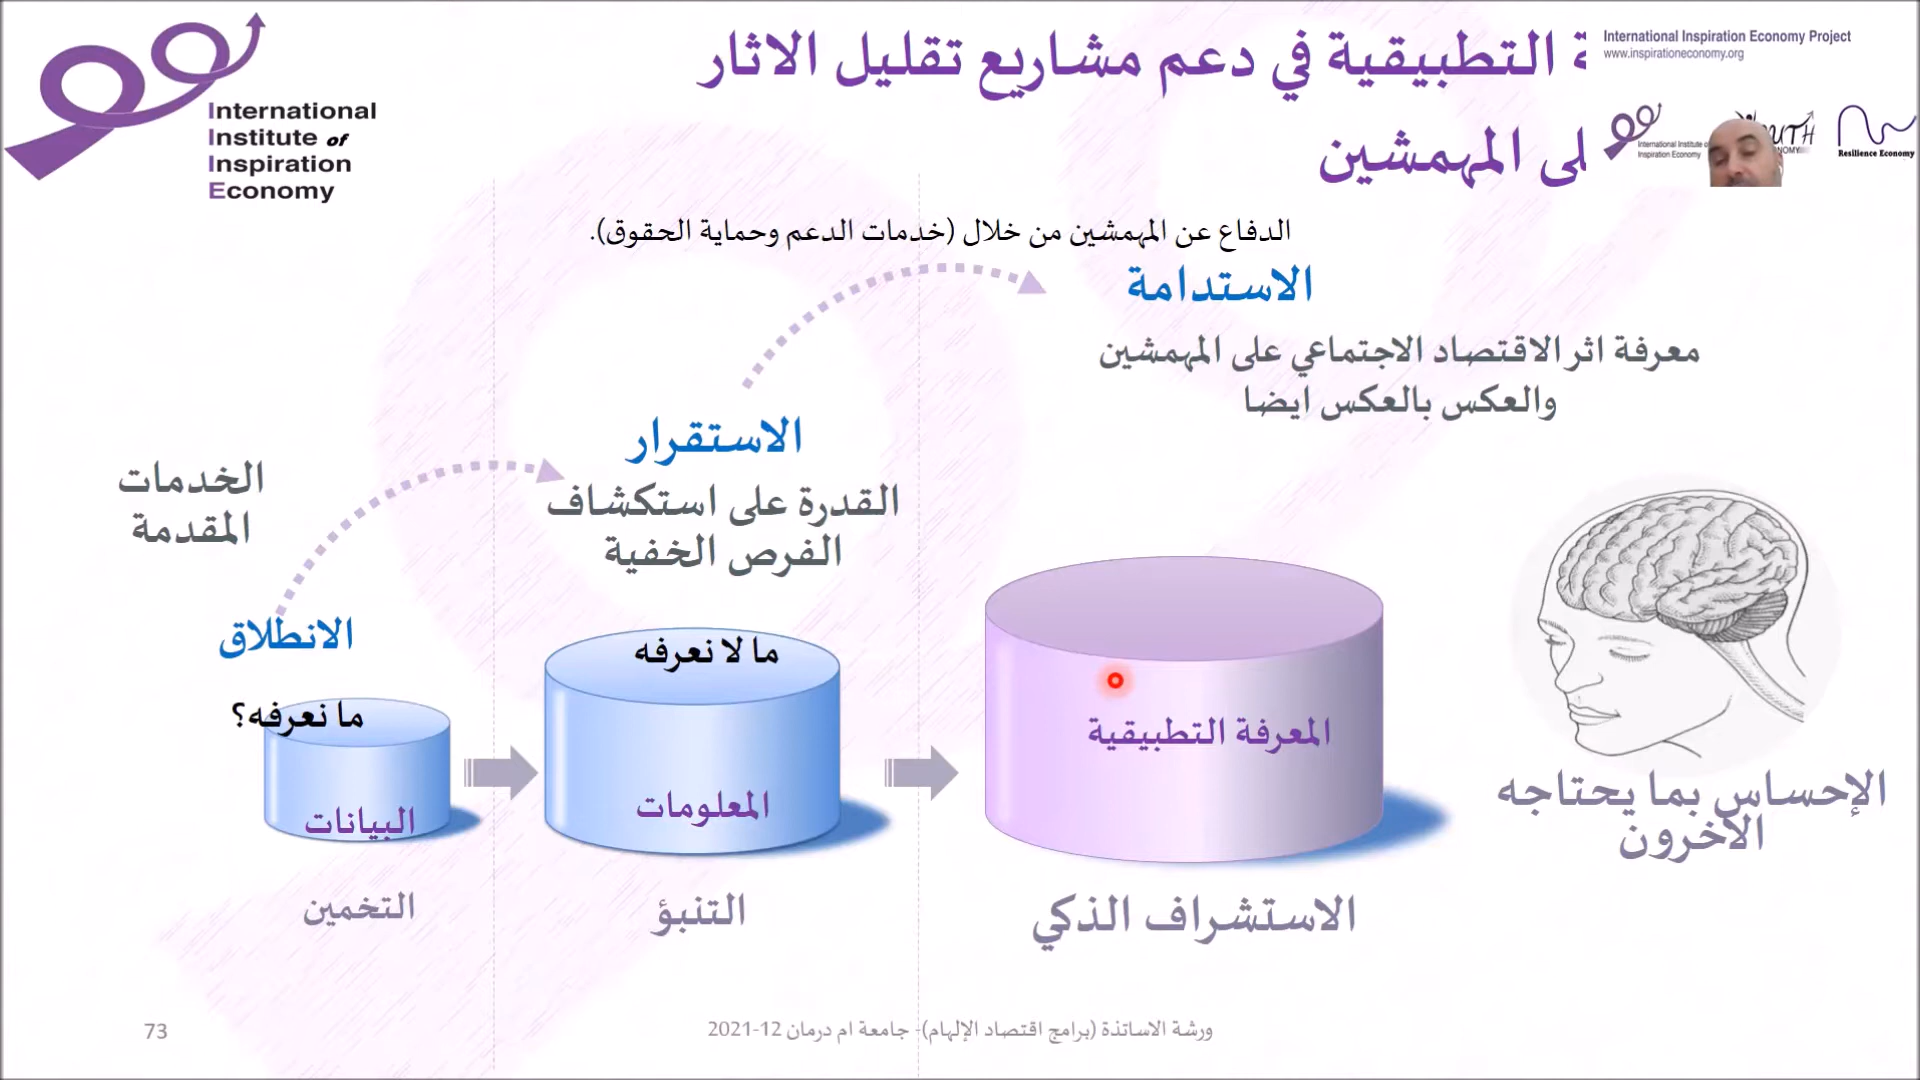 International
Institute of
Inspiration
Economy
التطبيقية في دعم مشاريع تقليل الاثار
المهمشين
International Inspiration Economy Project
www.inspirationeconomy.org
International Institute
Inspiration Economy
Resilience Economy
الدفاع عن المهمشين من خلال (خدمات الدعم وحماية الحقوق).
الاستدامة
معرفة اثر الاقتصاد الاجتماعي على المهمشين
والعكس بالعكس ايضا
الاستقرار
القدرة على استكشاف
الفرص الخفية
الخدمات
المقدمة
الانطلاق
ما نعرفه؟
البيانات
التخمين
ما لا نعرفه
المعلومات
التنبؤ
المعرفة التطبيقية
الاستشراف الذكي
الإحساس بما يحتاجه
الآخرون
ورشة الاساتذة (برامج اقتصاد الإلهام)- جامعة ام درمان 12-2021
73